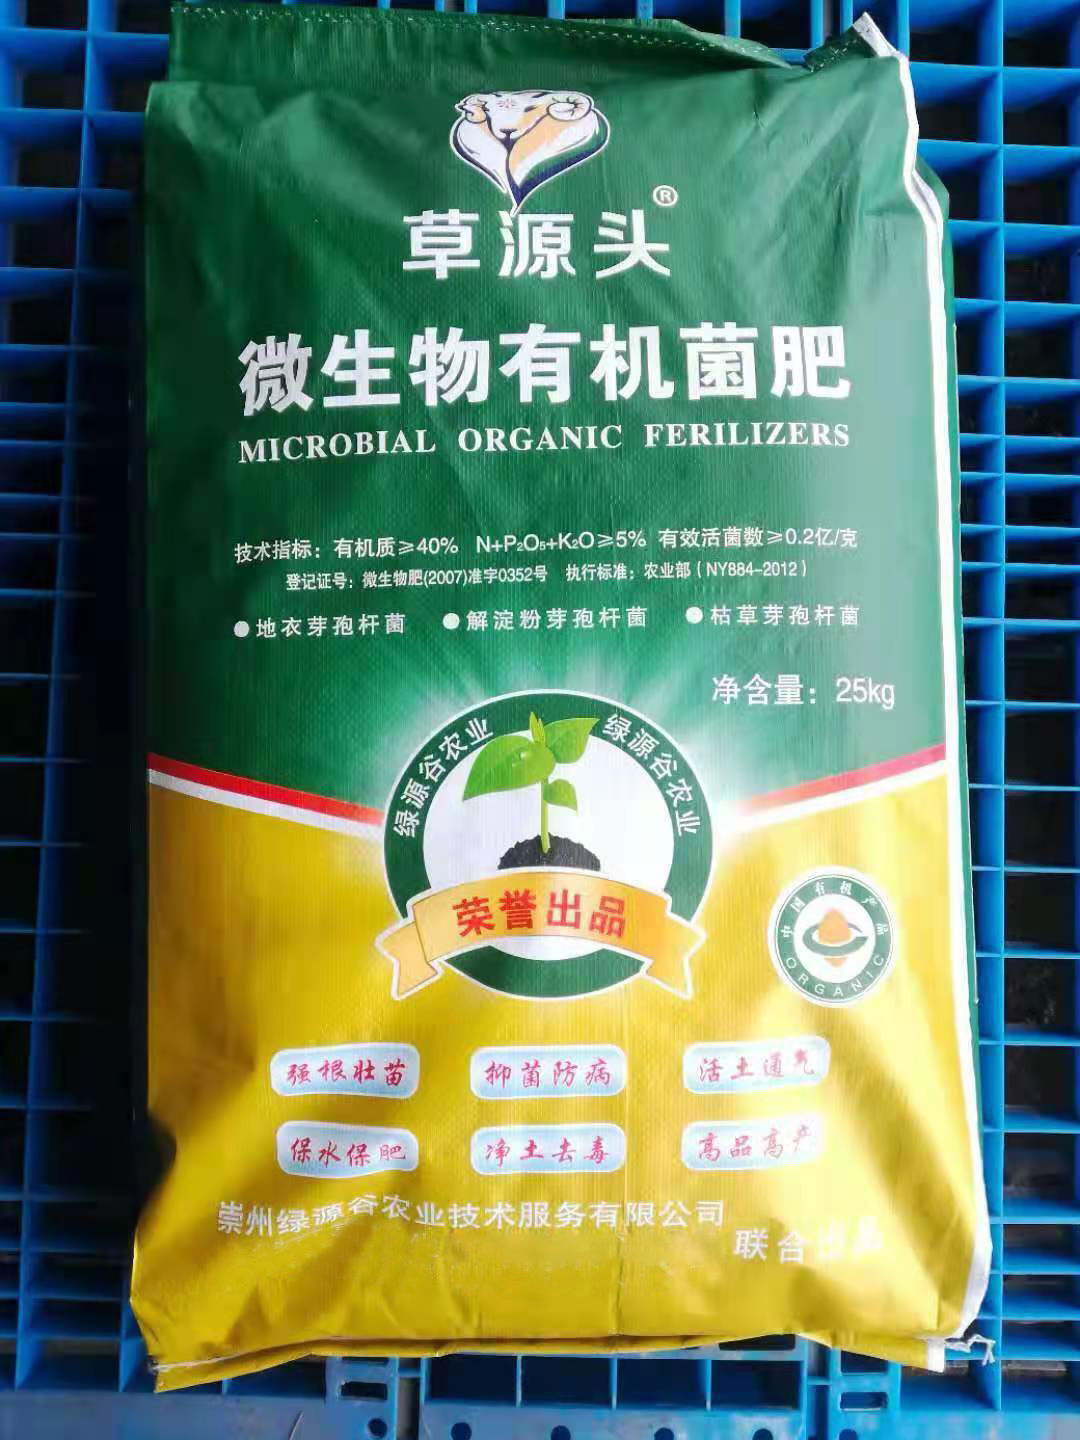 草源头®
微生物有机菌肥
MICROBIAL ORGANIC FERILIZERS
技术指标：有机质≥40% N+P₂O₅+K₂O≥5% 有效活菌数≥0.2亿/克
登记证号：微生物肥(2007)准字0352号 执行标准：农业部（NY884-2012）
●地衣芽孢杆菌 ●解淀粉芽孢杆菌 ●枯草芽孢杆菌
净含量：25kg
绿源谷农业 绿源谷农业
荣誉出品
中国有机产品
ORGANIC
强根壮苗 抑菌防病 活土通气
保水保肥 净土去毒 高品高产
崇州绿源谷农业技术服务有限公司
联合出品